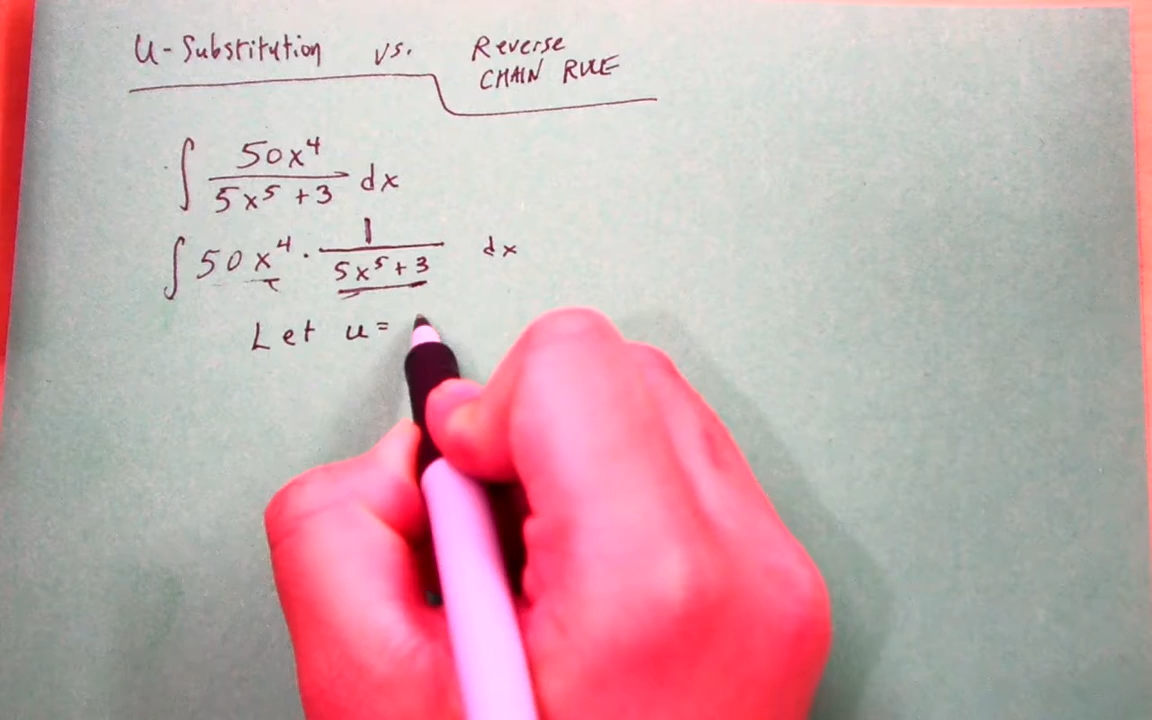 U-Substitution vs. Reverse CHAIN RULE
∫ 50x⁴ / 5x⁵ + 3 dx
∫ 50x⁴ · 1 / 5x⁵ + 3 dx
Let u =